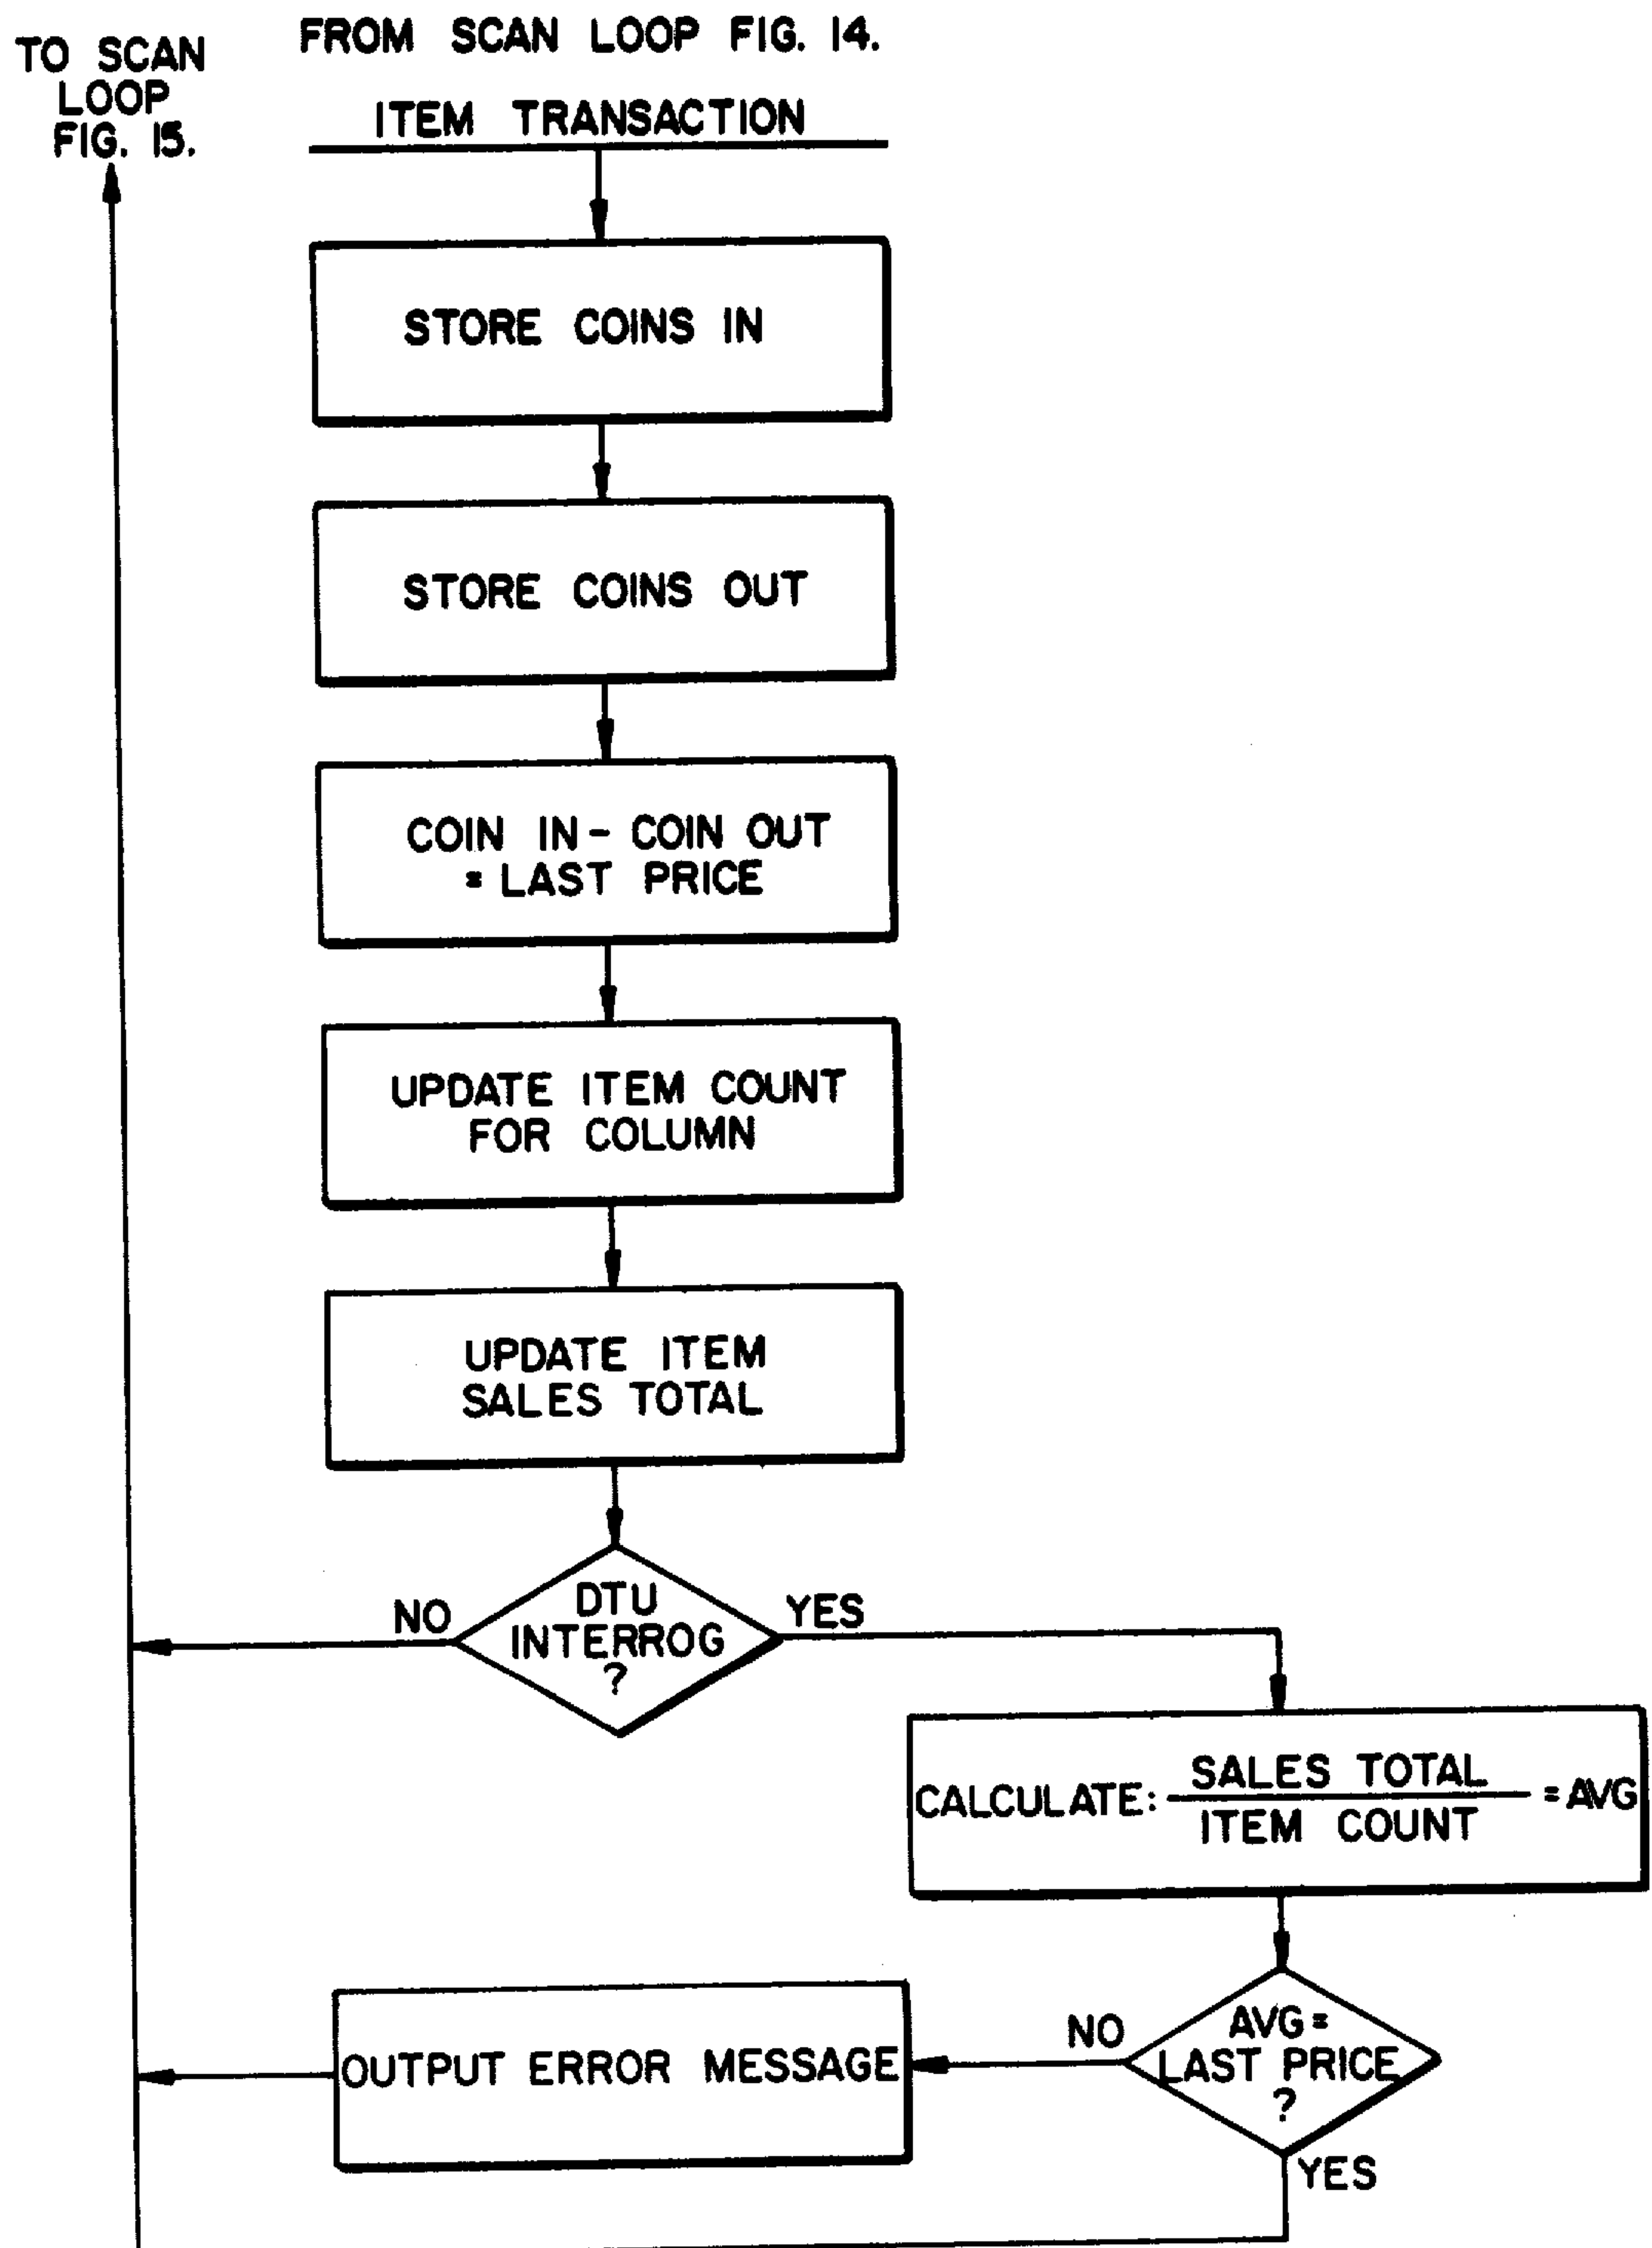 TO SCAN
LOOP
FIG. 15.
FROM SCAN LOOP FIG. 14.
ITEM TRANSACTION
STORE COINS IN
STORE COINS OUT
COIN IN - COIN OUT
= LAST PRICE
UPDATE ITEM COUNT
FOR COLUMN
UPDATE ITEM
SALES TOTAL
DTU
INTERROG
?
NO
YES
CALCULATE: SALES TOTAL / ITEM COUNT = AVG
AVG =
LAST PRICE
?
NO
YES
OUTPUT ERROR MESSAGE